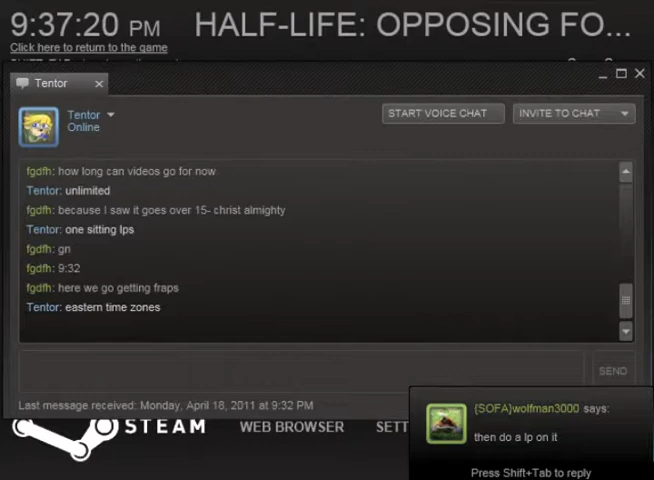 9:37:20 PM
HALF-LIFE: OPPOSING FO...
Click here to return to the game
Tentor
Tentor
Online
START VOICE CHAT
INVITE TO CHAT
fgdfh: how long can videos go for now
Tentor: unlimited
fgdfh: because I saw it goes over 15- christ almighty
Tentor: one sitting lps
fgdfh: gn
fgdfh: 9:32
fgdfh: here we go getting fraps
Tentor: eastern time zones
SEND
Last message received: Monday, April 18, 2011 at 9:32 PM
STEAM
WEB BROWSER
SETT
{SOFA}wolfman3000 says:
then do a lp on it
Press Shift+Tab to reply